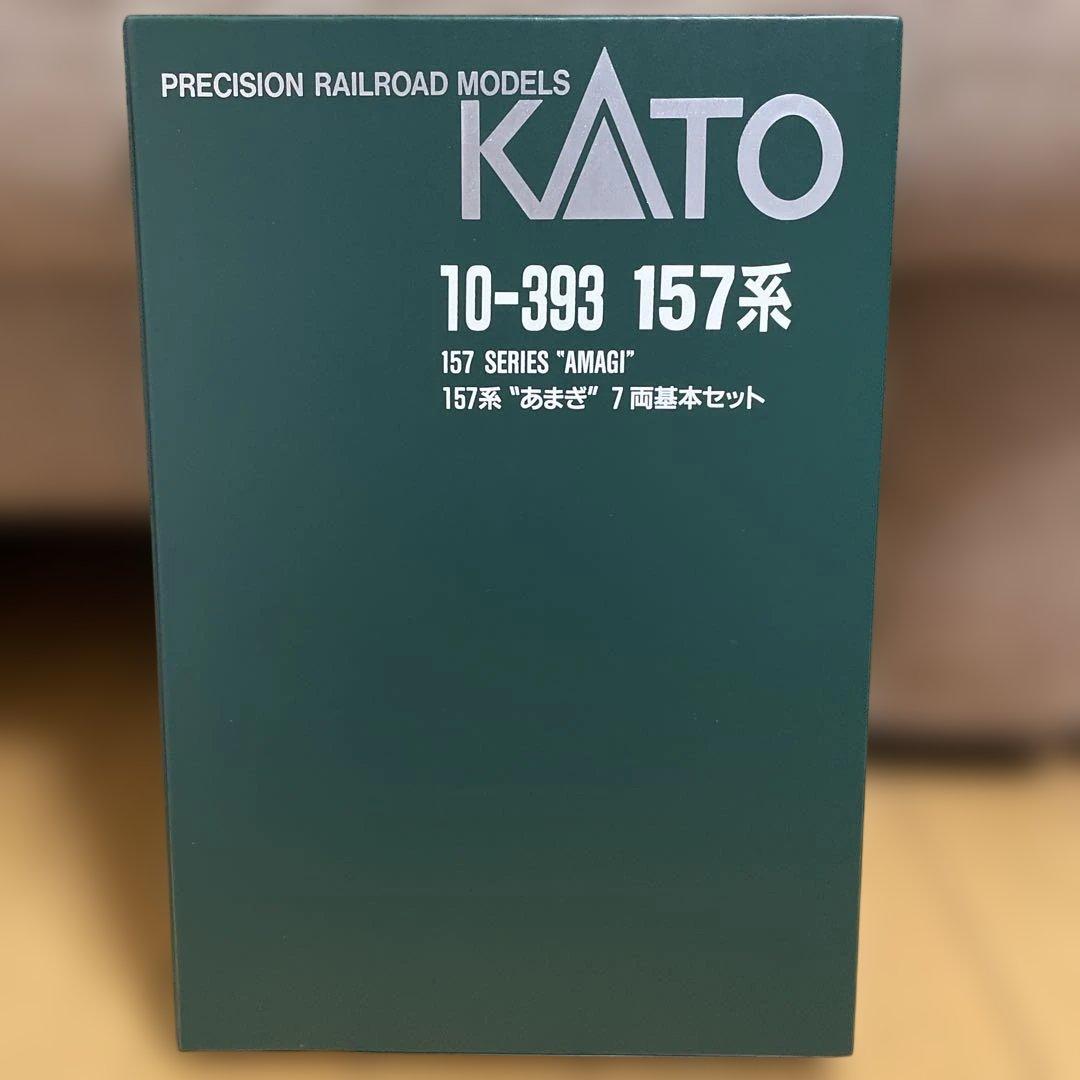 PRECISION RAILROAD MODELS
KATO
10-393 157系
157 SERIES "AMAGI"
157系 〝あまぎ〟 7両基本セット